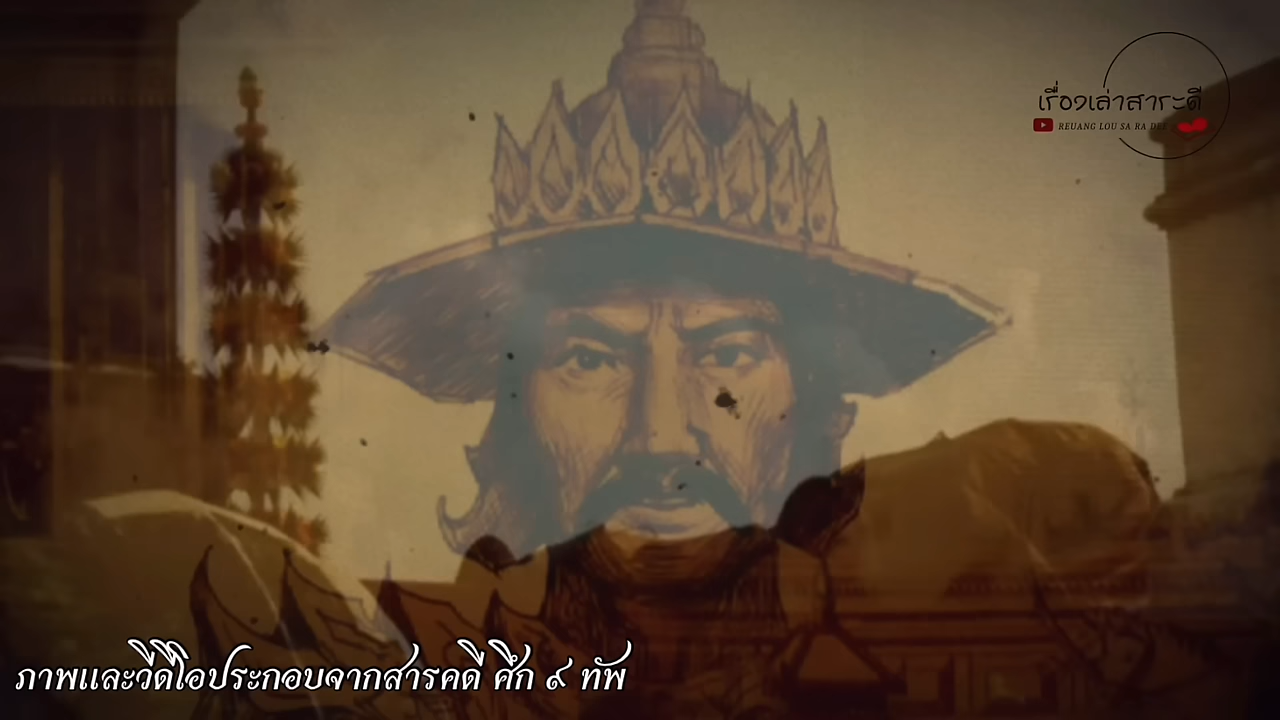 เรื่องเล่าสาระดี
REUANG LOU SA RA DEE
ภาพและวีดีโอประกอบจากสารคดี ศึก ๙ ทัพ